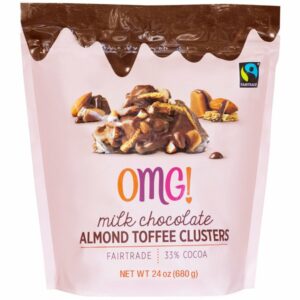 FAIRTRADE
OMG!
milk chocolate
ALMOND TOFFEE CLUSTERS
FAIRTRADE | 33% COCOA
NET WT 24 oz (680 g)